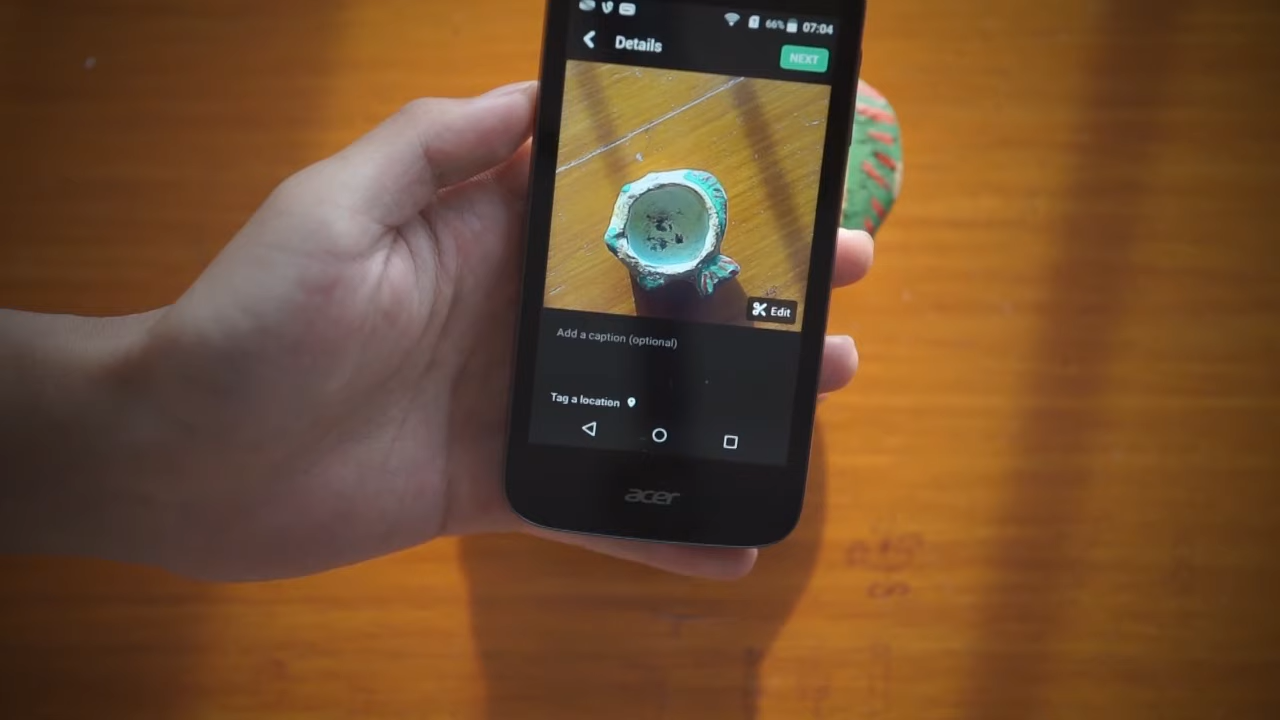 66% 07:04
Details
NEXT
Edit
Add a caption (optional)
Tag a location
acer